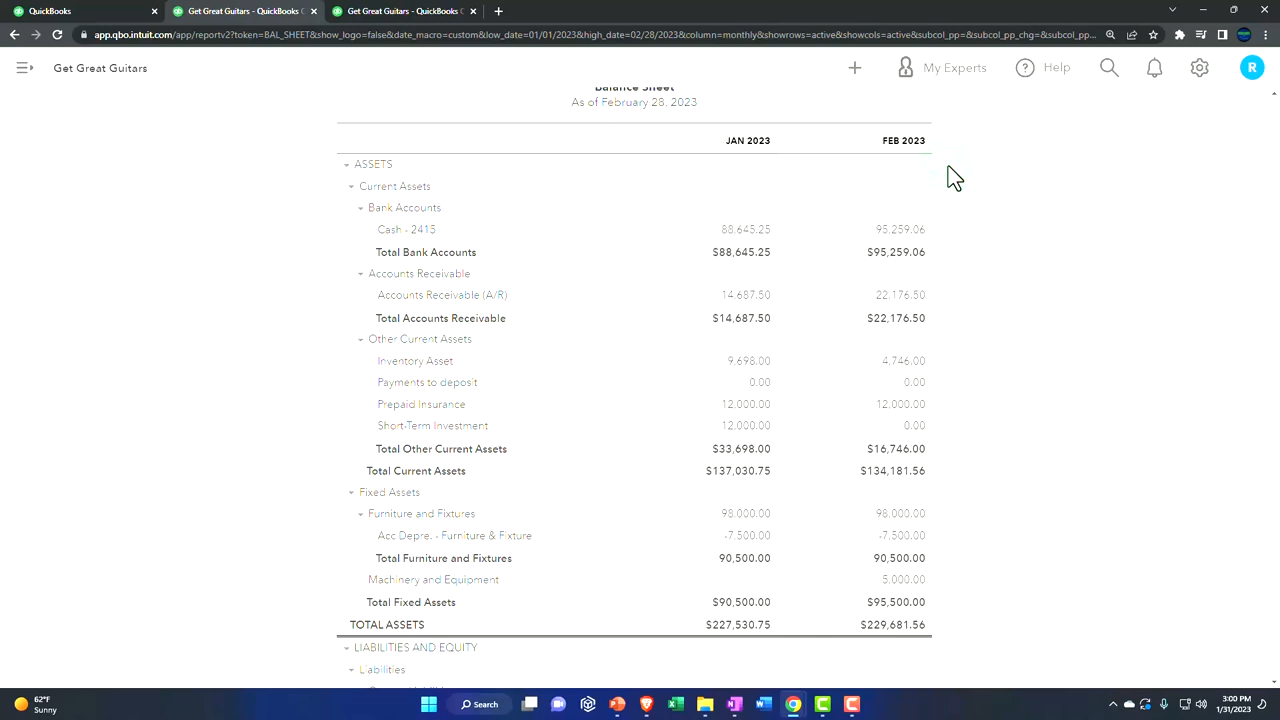 QuickBooks
Get Great Guitars - QuickBooks C
Get Great Guitars - QuickBooks C
app.qbo.intuit.com/app/reportv2?token=BAL_SHEET&show_logo=false&date_macro=custom&low_date=01/01/2023&high_date=02/28/2023&column=monthly&showrows=active&showcols=active&subcol_pp=&subcol_pp_chg=&subcol_pp...
Get Great Guitars
My Experts
Help
R
Balance Sheet
As of February 28, 2023
JAN 2023 FEB 2023
ASSETS
Current Assets
Bank Accounts
Cash - 2415 88,645.25 95,259.06
Total Bank Accounts $88,645.25 $95,259.06
Accounts Receivable
Accounts Receivable (A/R) 14,687.50 22,176.50
Total Accounts Receivable $14,687.50 $22,176.50
Other Current Assets
Inventory Asset 9,698.00 4,746.00
Payments to deposit 0.00 0.00
Prepaid Insurance 12,000.00 12,000.00
Short-Term Investment 12,000.00 0.00
Total Other Current Assets $33,698.00 $16,746.00
Total Current Assets $137,030.75 $134,181.56
Fixed Assets
Furniture and Fixtures 98,000.00 98,000.00
Acc Depre. - Furniture & Fixture -7,500.00 -7,500.00
Total Furniture and Fixtures 90,500.00 90,500.00
Machinery and Equipment 5,000.00
Total Fixed Assets $90,500.00 $95,500.00
TOTAL ASSETS $227,530.75 $229,681.56
LIABILITIES AND EQUITY
Liabilities
62°F
Sunny
Search
3:00 PM
1/31/2023